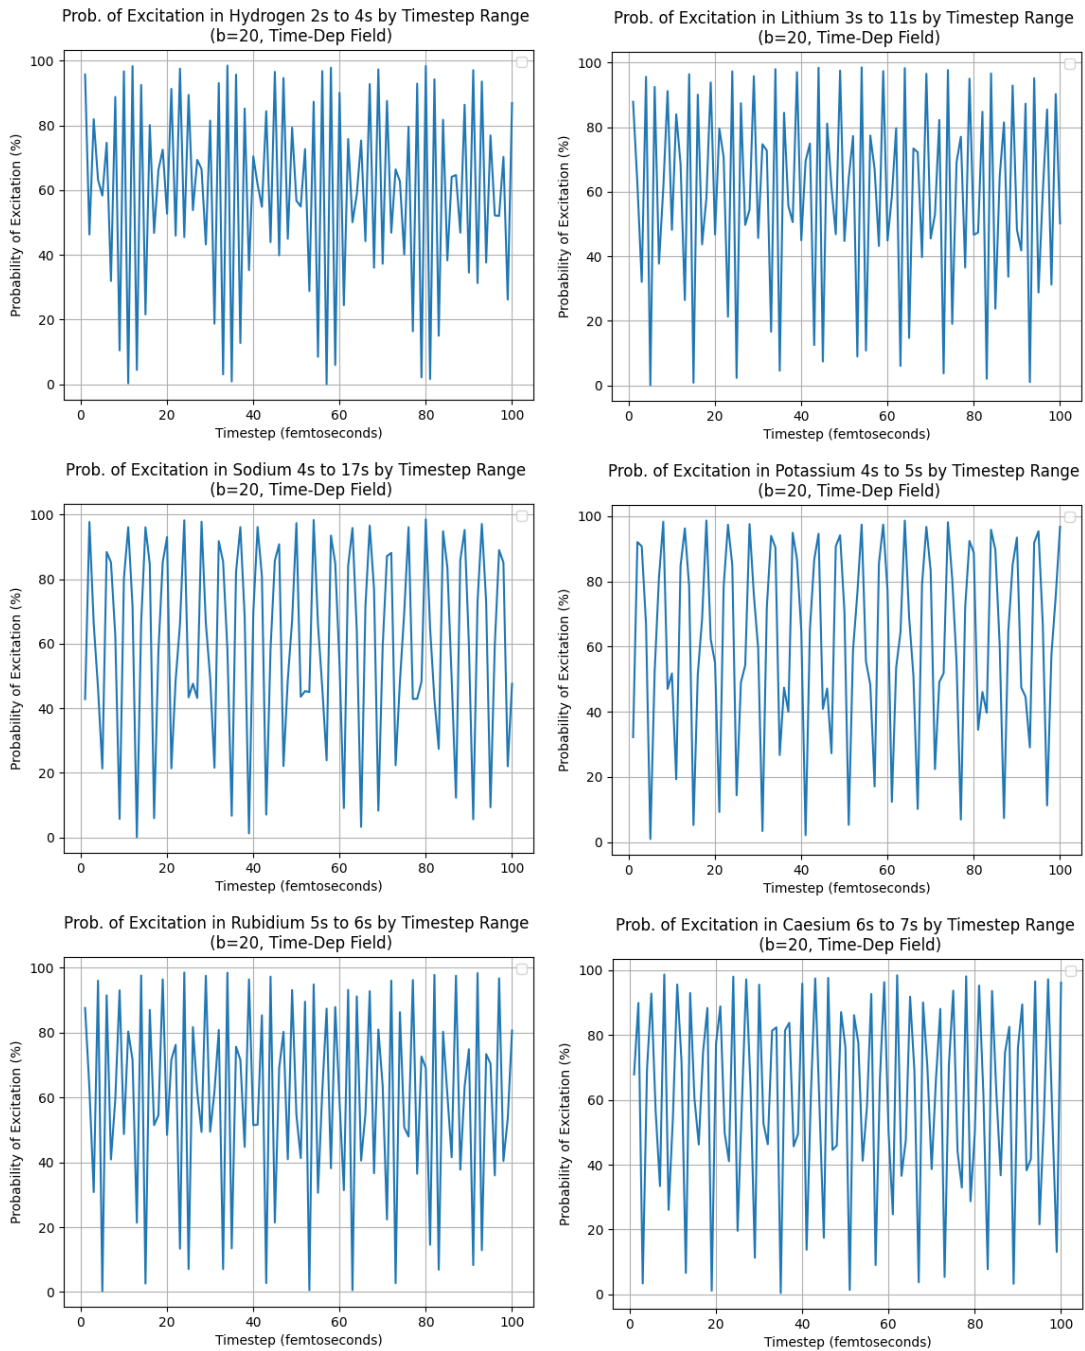 Prob. of Excitation in Hydrogen 2s to 4s by Timestep Range
(b=20, Time-Dep Field)
Probability of Excitation (%)
100
80
60
40
20
0
0 20 40 60 80 100
Timestep (femtoseconds)
Prob. of Excitation in Lithium 3s to 11s by Timestep Range
(b=20, Time-Dep Field)
Probability of Excitation (%)
100
80
60
40
20
0
0 20 40 60 80 100
Timestep (femtoseconds)
Prob. of Excitation in Sodium 4s to 17s by Timestep Range
(b=20, Time-Dep Field)
Probability of Excitation (%)
100
80
60
40
20
0
0 20 40 60 80 100
Timestep (femtoseconds)
Prob. of Excitation in Potassium 4s to 5s by Timestep Range
(b=20, Time-Dep Field)
Probability of Excitation (%)
100
80
60
40
20
0
0 20 40 60 80 100
Timestep (femtoseconds)
Prob. of Excitation in Rubidium 5s to 6s by Timestep Range
(b=20, Time-Dep Field)
Probability of Excitation (%)
100
80
60
40
20
0
0 20 40 60 80 100
Timestep (femtoseconds)
Prob. of Excitation in Caesium 6s to 7s by Timestep Range
(b=20, Time-Dep Field)
Probability of Excitation (%)
100
80
60
40
20
0
0 20 40 60 80 100
Timestep (femtoseconds)